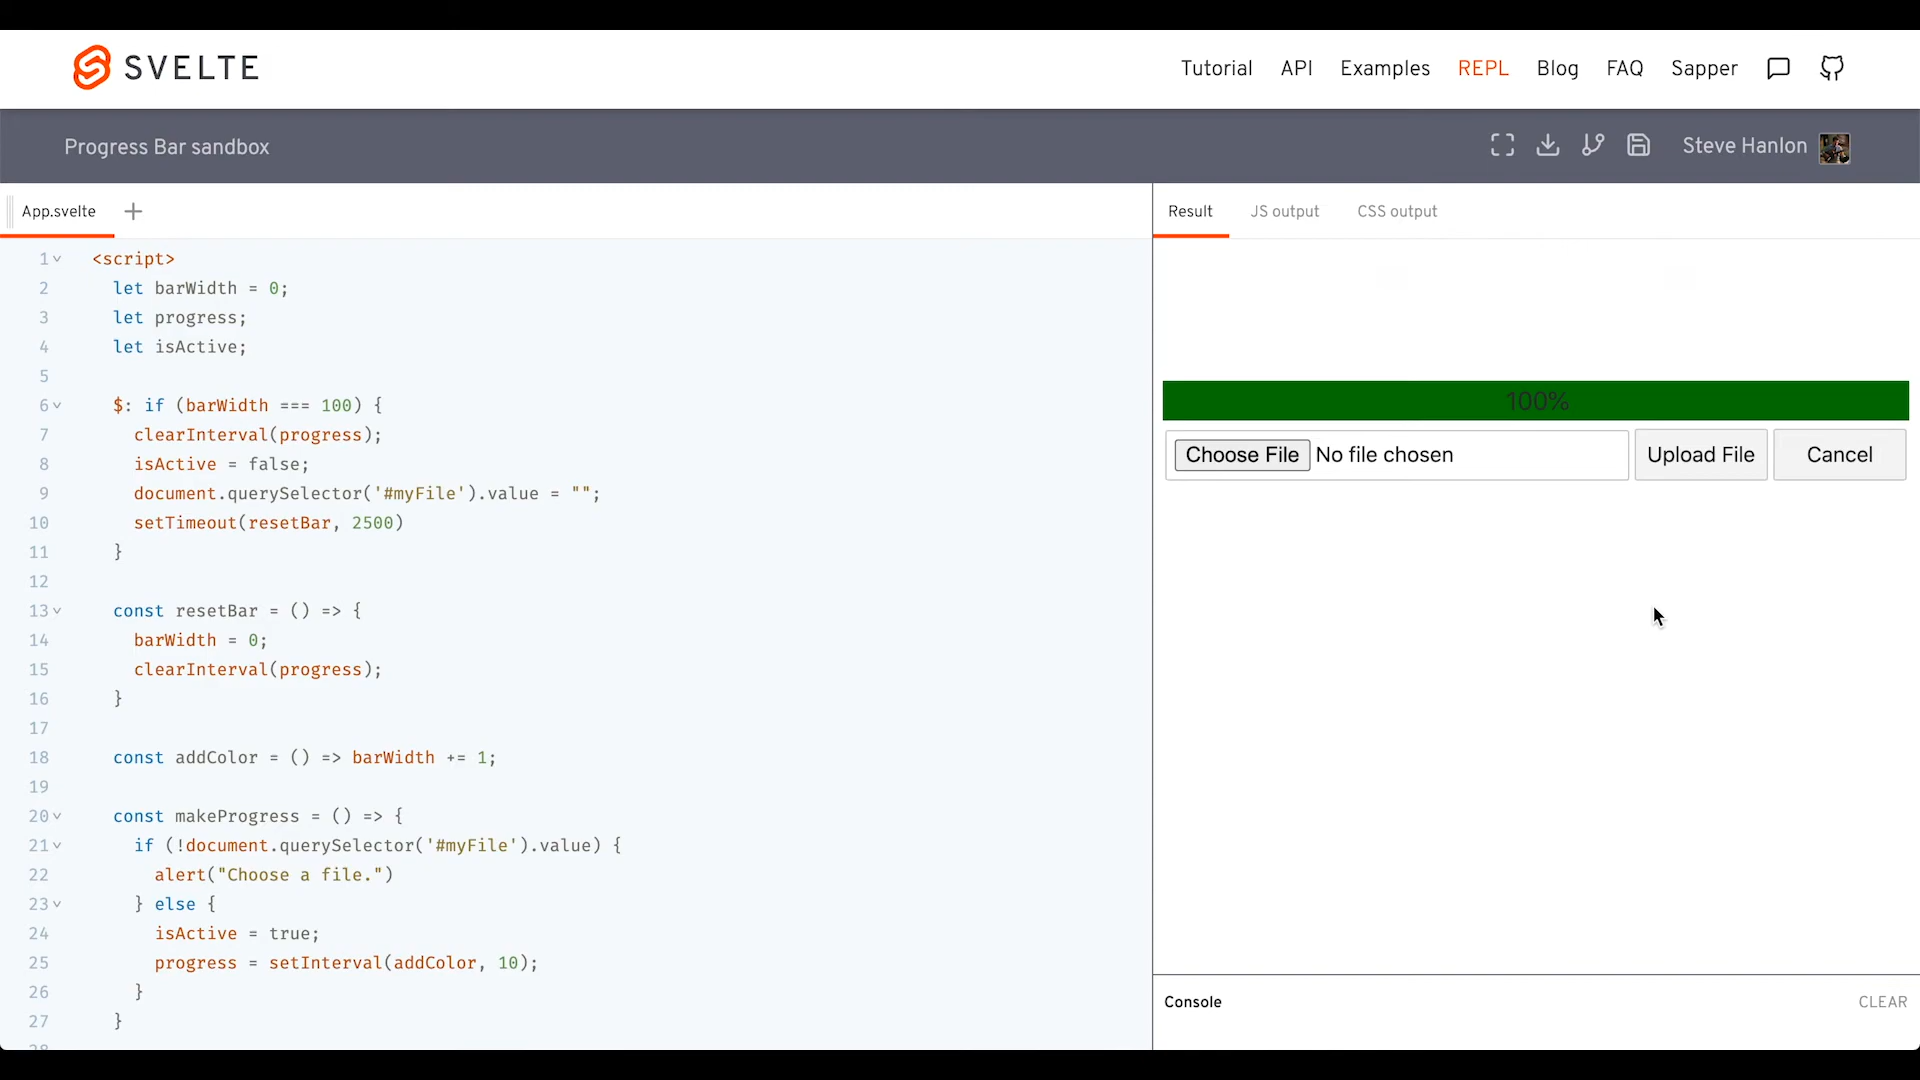 SVELTE
Tutorial API Examples REPL Blog FAQ Sapper
Progress Bar sandbox
Steve Hanlon
App.svelte +
1 <script>
2 let barWidth = 0;
3 let progress;
4 let isActive;
5
6 $: if (barWidth === 100) {
7 clearInterval(progress);
8 isActive = false;
9 document.querySelector('#myFile').value = "";
10 setTimeout(resetBar, 2500)
11 }
12
13 const resetBar = () => {
14 barWidth = 0;
15 clearInterval(progress);
16 }
17
18 const addColor = () => barWidth += 1;
19
20 const makeProgress = () => {
21 if (!document.querySelector('#myFile').value) {
22 alert("Choose a file.")
23 } else {
24 isActive = true;
25 progress = setInterval(addColor, 10);
26 }
27 }
28
Result JS output CSS output
100%
Choose File No file chosen Upload File Cancel
Console CLEAR